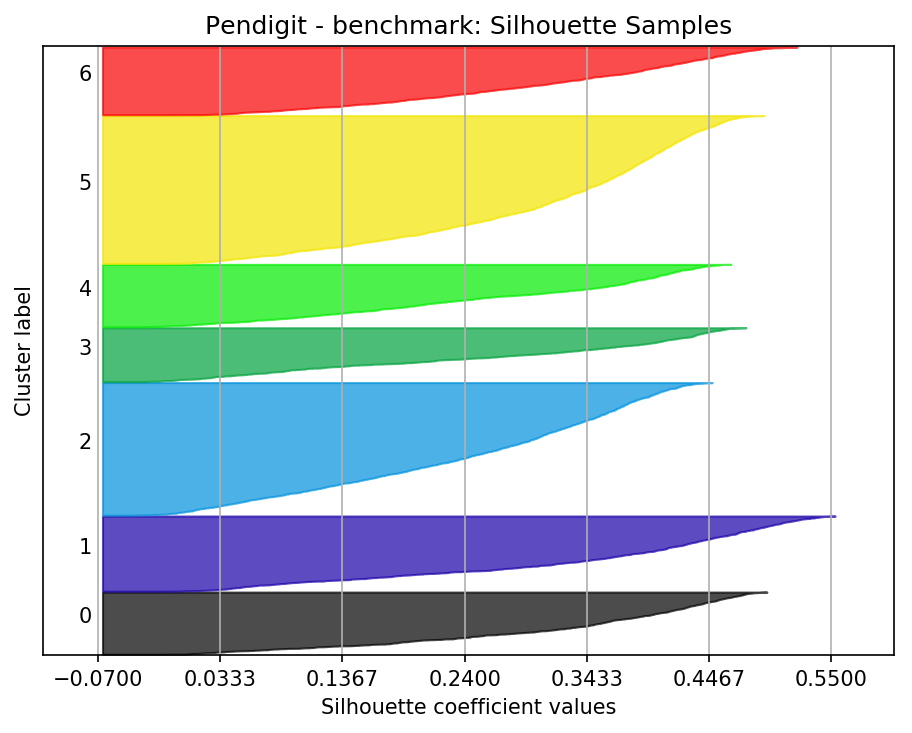 Pendigit - benchmark: Silhouette Samples
6
5
4
3
2
1
0
Cluster label
−0.0700 0.0333 0.1367 0.2400 0.3433 0.4467 0.5500
Silhouette coefficient values